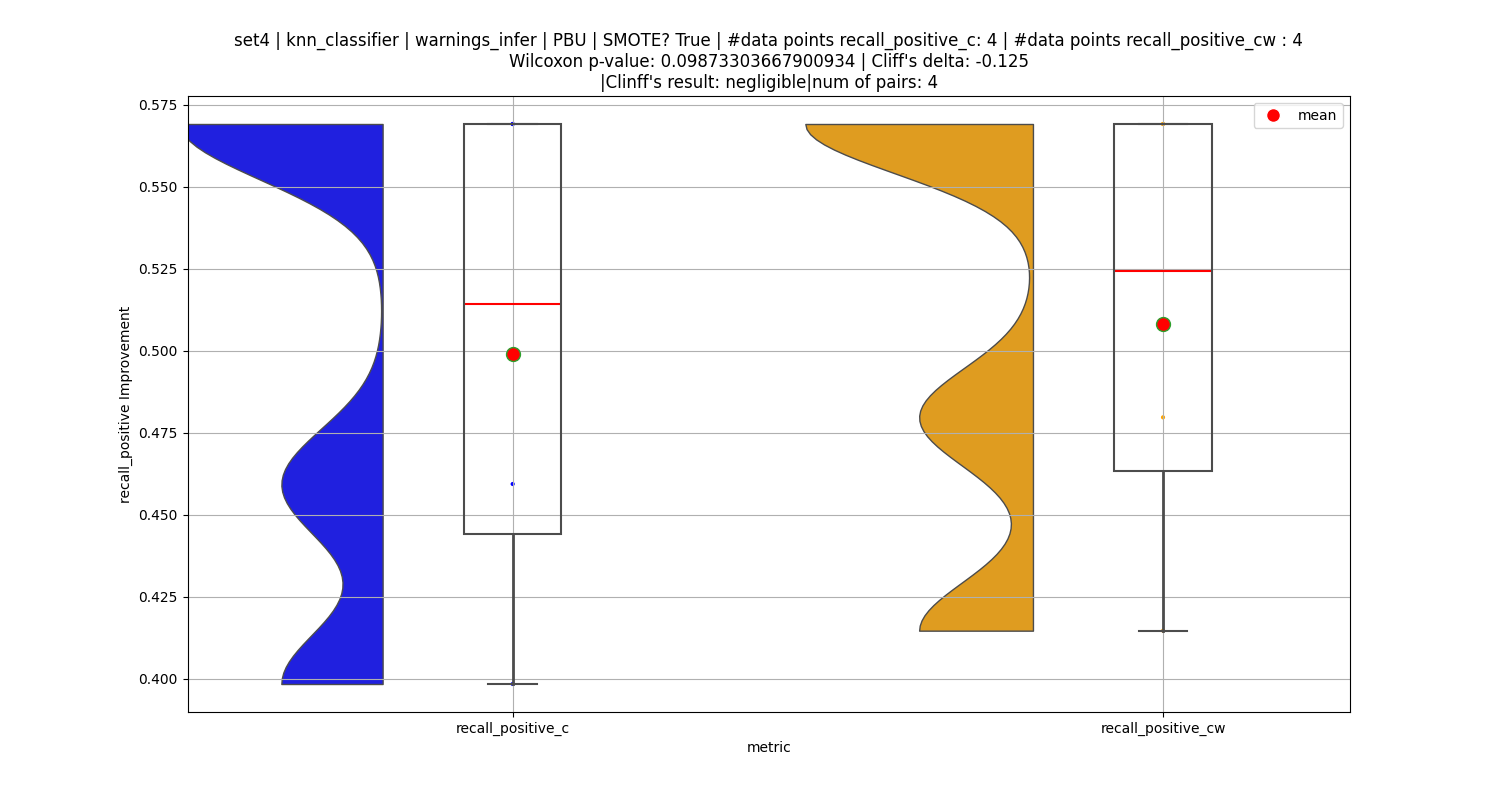 set4 | knn_classifier | warnings_infer | PBU | SMOTE? True | #data points recall_positive_c: 4 | #data points recall_positive_cw : 4
Wilcoxon p-value: 0.09873303667900934 | Cliff's delta: -0.125
|Clinff's result: negligible|num of pairs: 4
mean
recall_positive Improvement
0.575
0.550
0.525
0.500
0.475
0.450
0.425
0.400
recall_positive_c
recall_positive_cw
metric